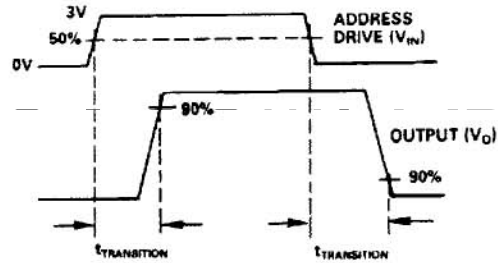 3V
ADDRESS
DRIVE (VIN)
50%
0V
90%
OUTPUT (VO)
90%
tTRANSITION
tTRANSITION